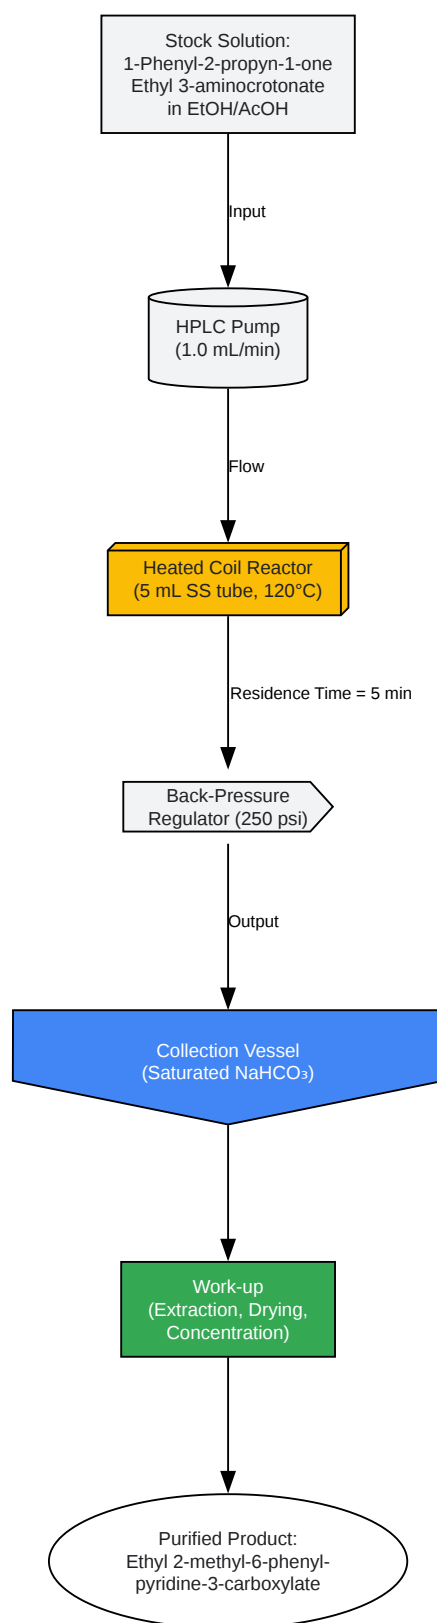 Stock Solution:
1-Phenyl-2-propyn-1-one
Ethyl 3-aminocrotonate
in EtOH/AcOH
Input
HPLC Pump
(1.0 mL/min)
Flow
Heated Coil Reactor
(5 mL SS tube, 120°C)
Residence Time = 5 min
Back-Pressure
Regulator (250 psi)
Output
Collection Vessel
(Saturated NaHCO₃)
Work-up
(Extraction, Drying,
Concentration)
Purified Product:
Ethyl 2-methyl-6-phenyl-
pyridine-3-carboxylate